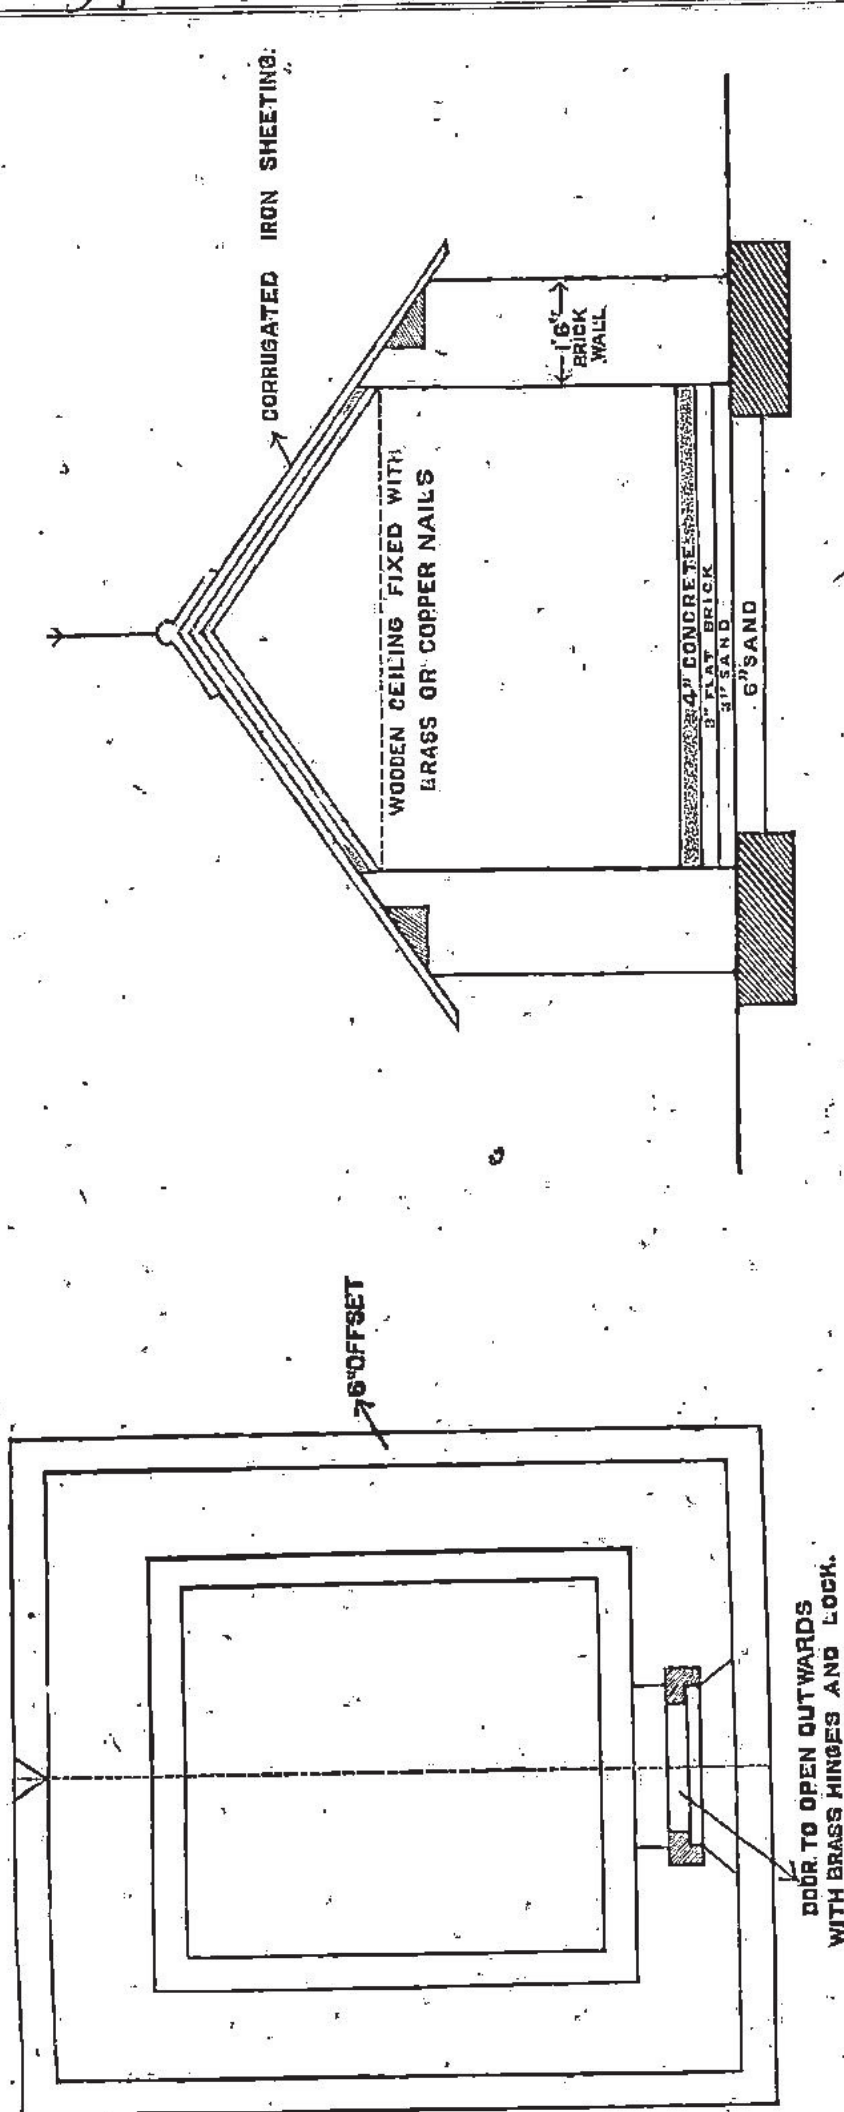 CORRUGATED IRON SHEETING.
WOODEN CEILING FIXED WITH
BRASS OR COPPER NAILS
1'6"
BRICK
WALL
4" CONCRETE
3" FLAT BRICK
SAND
6" SAND
6" OFFSET
DOOR TO OPEN OUTWARDS
WITH BRASS HINGES AND LOCK.